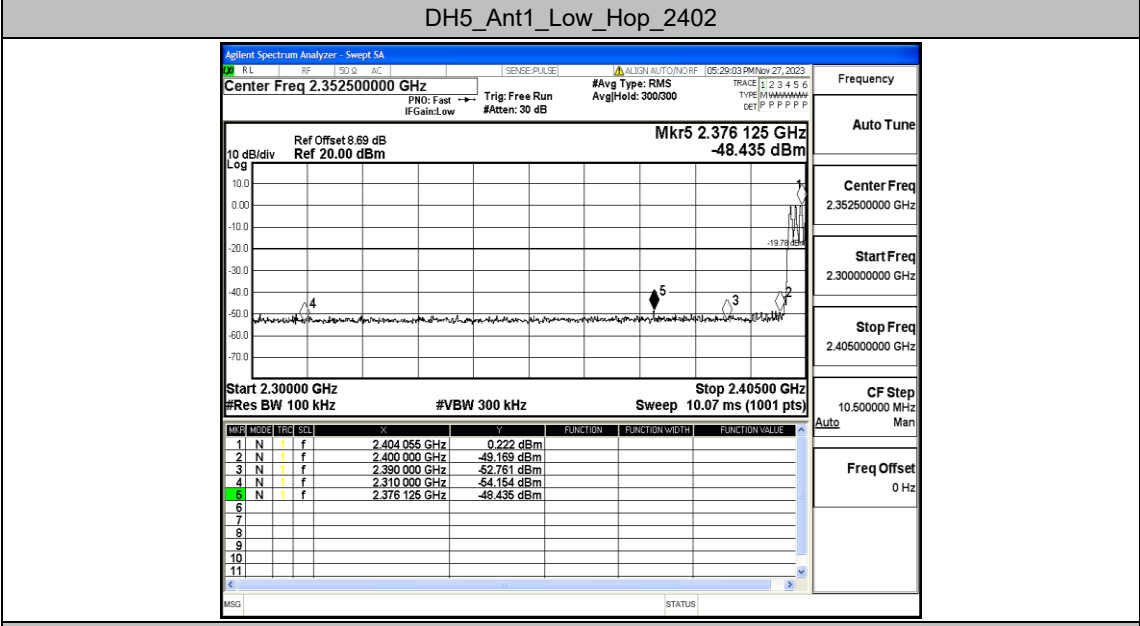 DH5_Ant1_Low_Hop_2402
Agilent Spectrum Analyzer - Swept SA
RL RF 50 Ω AC SENSE:PULSE ALIGN AUTO/NO RF 05:29:03 PM Nov 27, 2023
Center Freq 2.352500000 GHz
PNO: Fast
IFGain:Low
Trig: Free Run
#Atten: 30 dB
#Avg Type: RMS
Avg|Hold: 300/300
TRACE 1 2 3 4 5 6
TYPE M
DET P P P P P P
Ref Offset 8.69 dB
Ref 20.00 dBm
10 dB/div
Log
Mkr5 2.376 125 GHz
-48.435 dBm
10.0
0.00
-10.0
-20.0
-30.0
-40.0
-50.0
-60.0
-70.0
-19.78 dBm
1
2
3
4
5
Start 2.30000 GHz Stop 2.40500 GHz
#Res BW 100 kHz #VBW 300 kHz Sweep 10.07 ms (1001 pts)
MKR MODE TRC SCL X Y FUNCTION FUNCTION WIDTH FUNCTION VALUE
1 N 1 f 2.404 055 GHz 0.222 dBm
2 N 1 f 2.400 000 GHz -49.169 dBm
3 N 1 f 2.390 000 GHz -52.761 dBm
4 N 1 f 2.310 000 GHz -54.154 dBm
5 N 1 f 2.376 125 GHz -48.435 dBm
6
7
8
9
10
11
MSG STATUS
Frequency
Auto Tune
Center Freq
2.352500000 GHz
Start Freq
2.300000000 GHz
Stop Freq
2.405000000 GHz
CF Step
10.500000 MHz
Auto Man
Freq Offset
0 Hz